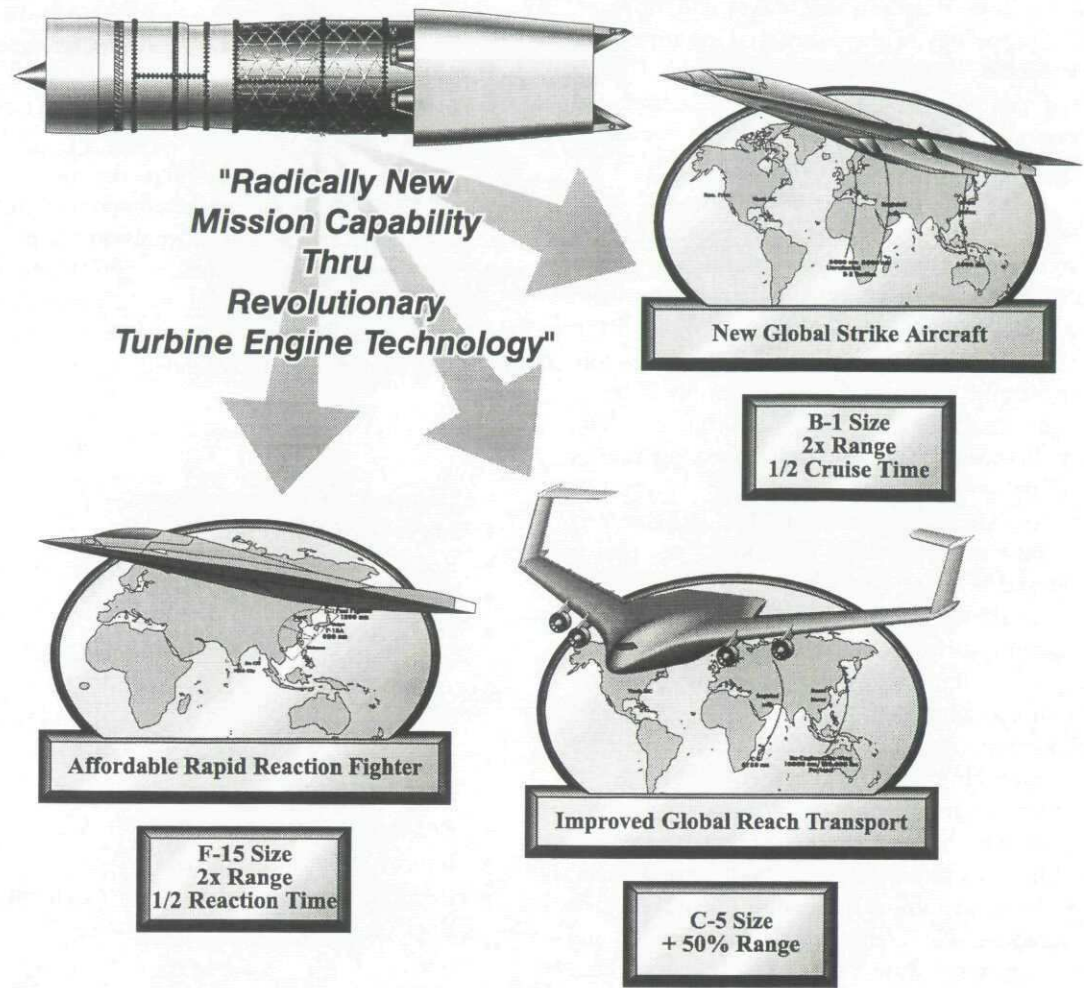 "Radically New
Mission Capability
Thru
Revolutionary
Turbine Engine Technology"
New Global Strike Aircraft
B-1 Size
2x Range
1/2 Cruise Time
Affordable Rapid Reaction Fighter
F-15 Size
2x Range
1/2 Reaction Time
Improved Global Reach Transport
C-5 Size
+ 50% Range